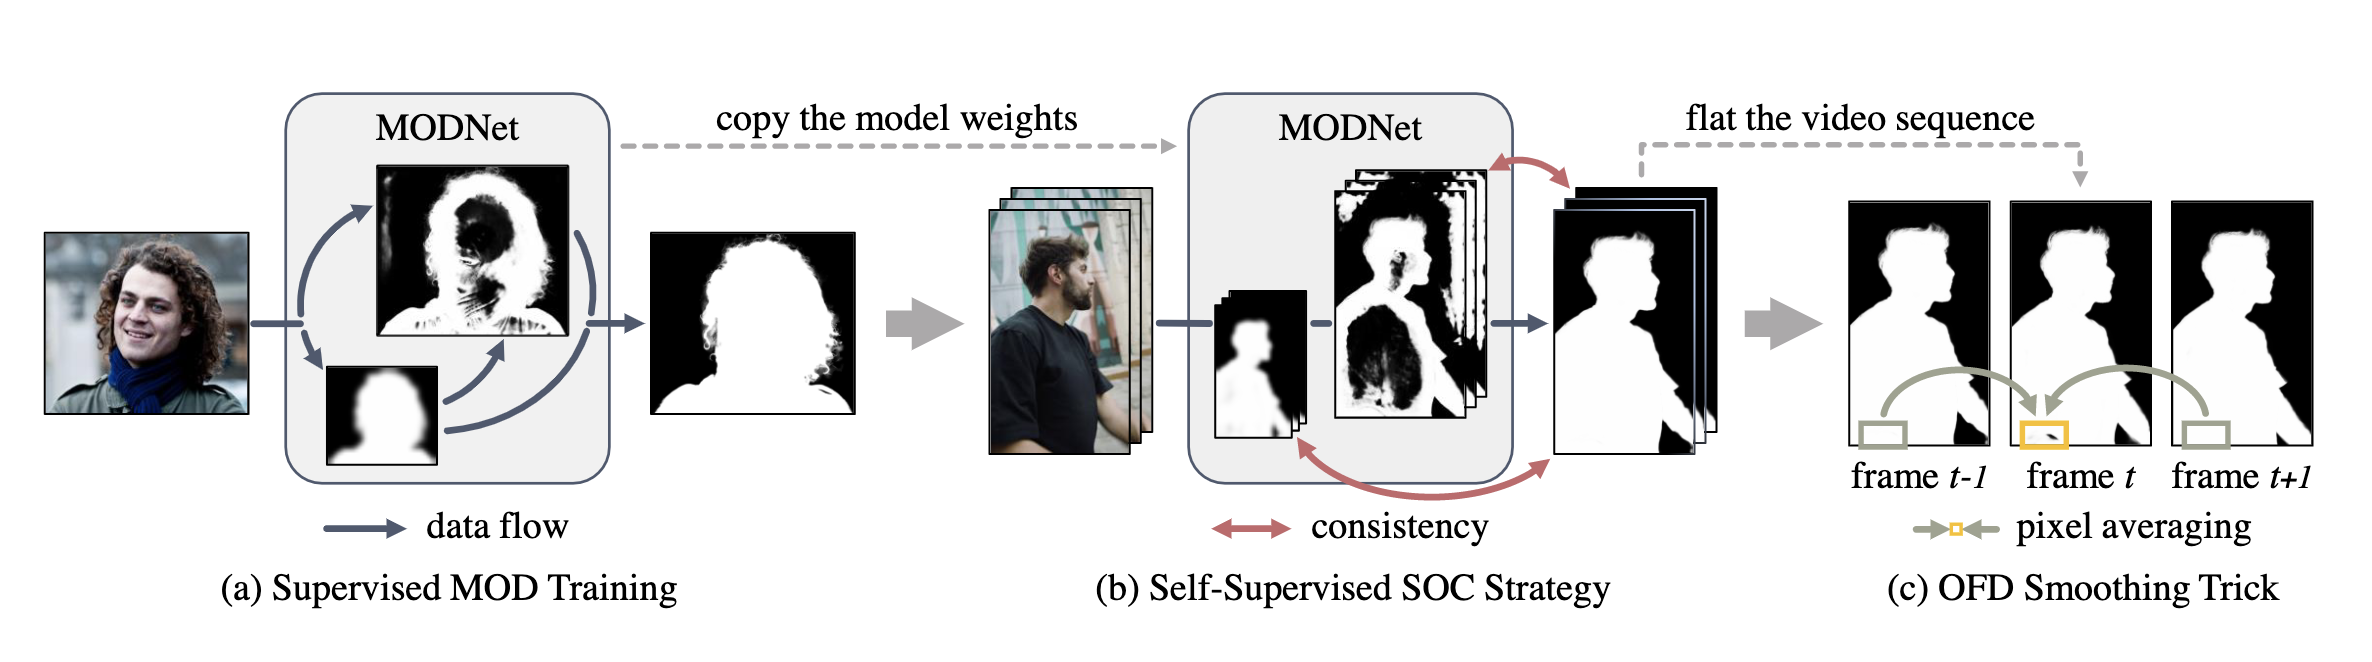 MODNet
copy the model weights
MODNet
flat the video sequence
frame t-1
frame t
frame t+1
data flow
consistency
pixel averaging
(a) Supervised MOD Training
(b) Self-Supervised SOC Strategy
(c) OFD Smoothing Trick